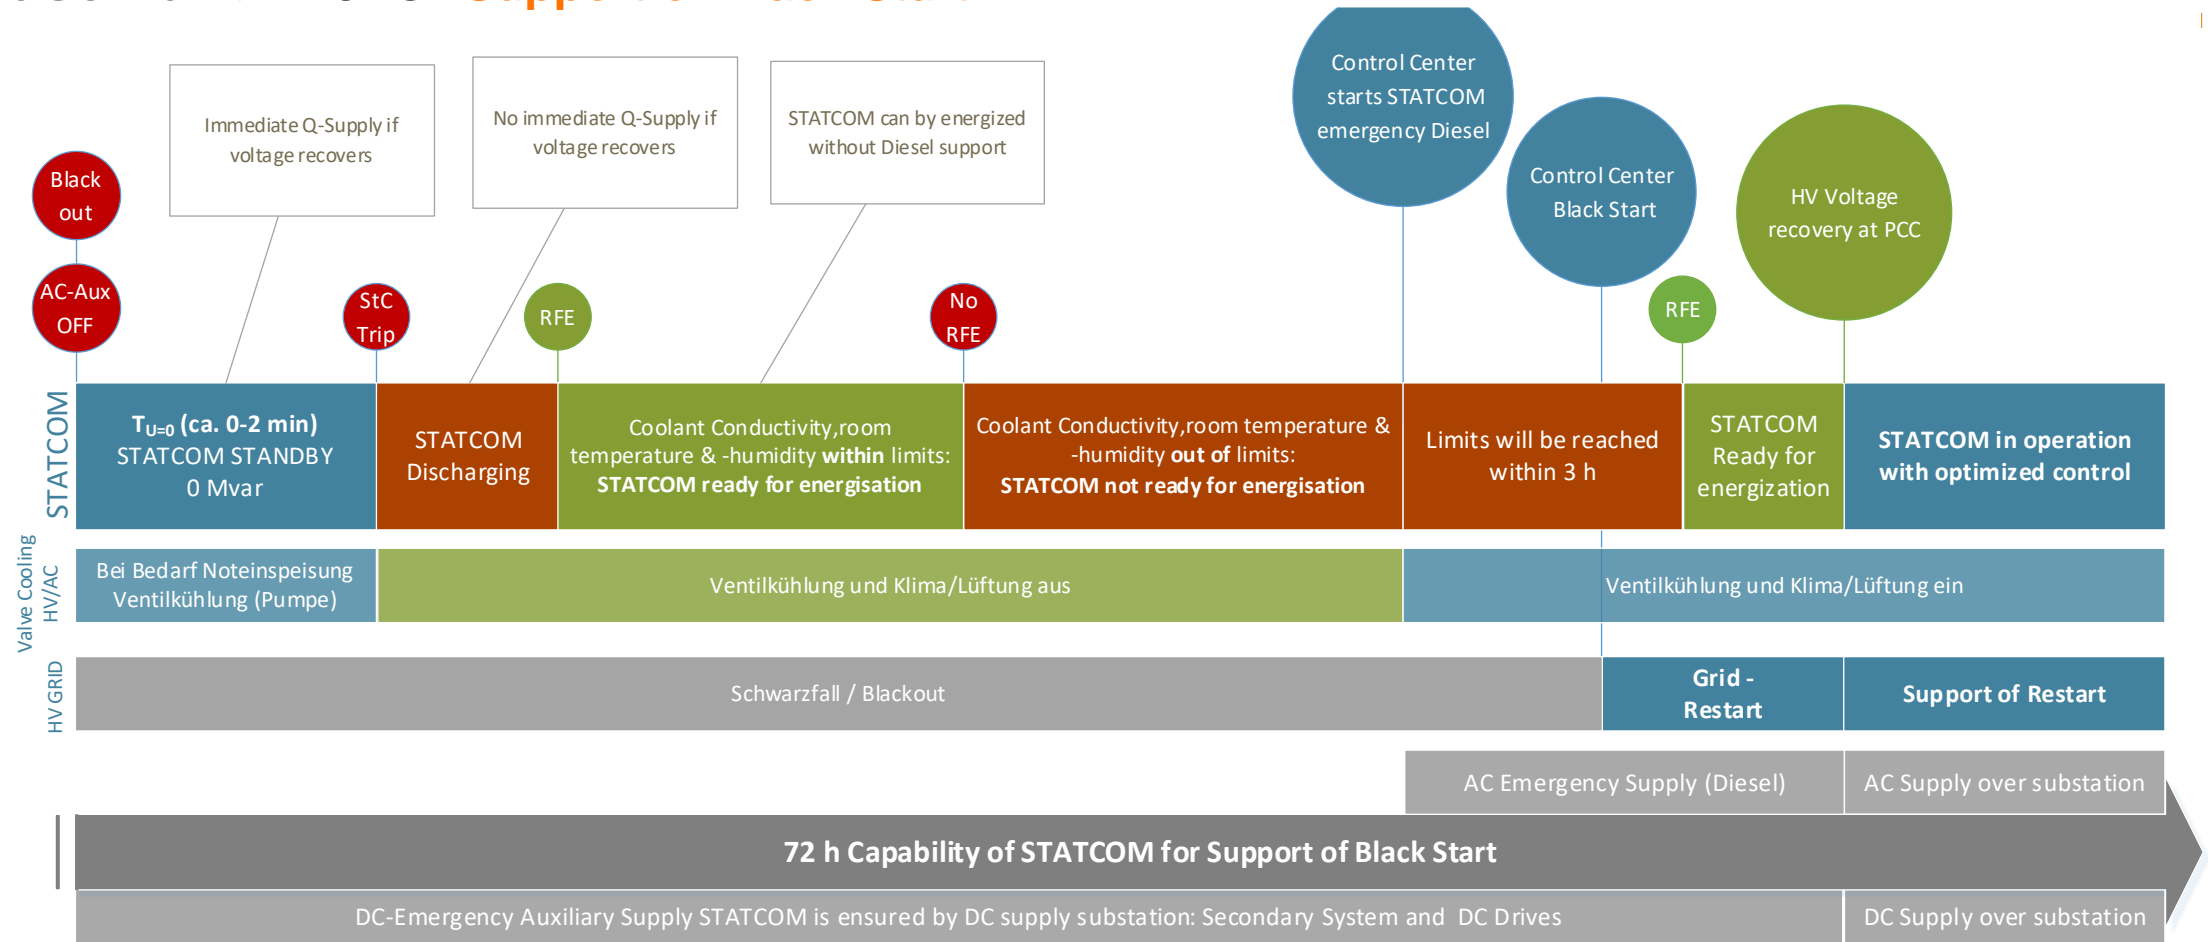 Support of Black Start
Control Center
starts STATCOM
emergency Diesel
Immediate Q-Supply if
voltage recovers
No immediate Q-Supply if
voltage recovers
STATCOM can by energized
without Diesel support
Control Center
Black Start
HV Voltage
recovery at PCC
Black
out
AC-Aux
OFF
StC
Trip
RFE
No
RFE
RFE
STATCOM
TU=0 (ca. 0-2 min)
STATCOM STANDBY
0 Mvar
STATCOM
Discharging
Coolant Conductivity,room
temperature & -humidity within limits:
STATCOM ready for energisation
Coolant Conductivity,room temperature &
-humidity out of limits:
STATCOM not ready for energisation
Limits will be reached
within 3 h
STATCOM
Ready for
energization
STATCOM in operation
with optimized control
Valve Cooling
HV/AC
Bei Bedarf Noteinspeisung
Ventilkühlung (Pumpe)
Ventilkühlung und Klima/Lüftung aus
Ventilkühlung und Klima/Lüftung ein
HV GRID
Schwarzfall / Blackout
Grid -
Restart
Support of Restart
AC Emergency Supply (Diesel)
AC Supply over substation
72 h Capability of STATCOM for Support of Black Start
DC-Emergency Auxiliary Supply STATCOM is ensured by DC supply substation: Secondary System and DC Drives
DC Supply over substation